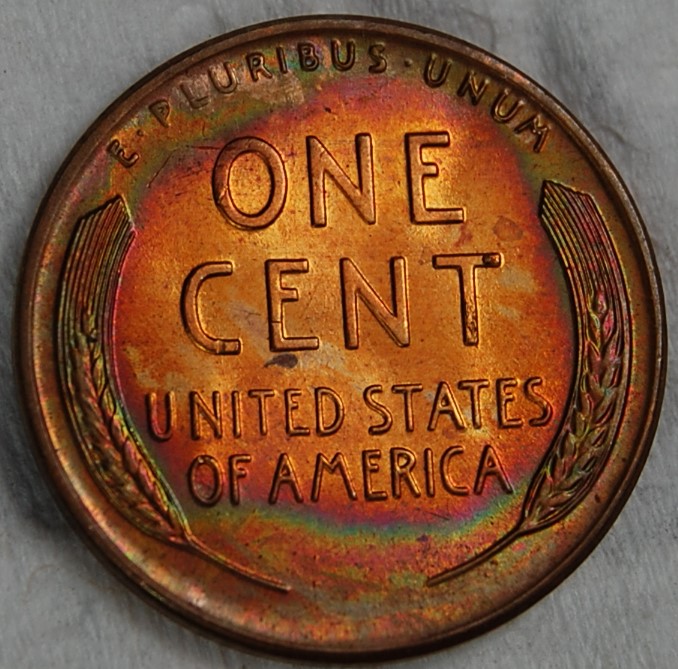 E·PLURIBUS·UNUM
ONE
CENT
UNITED STATES
OF AMERICA